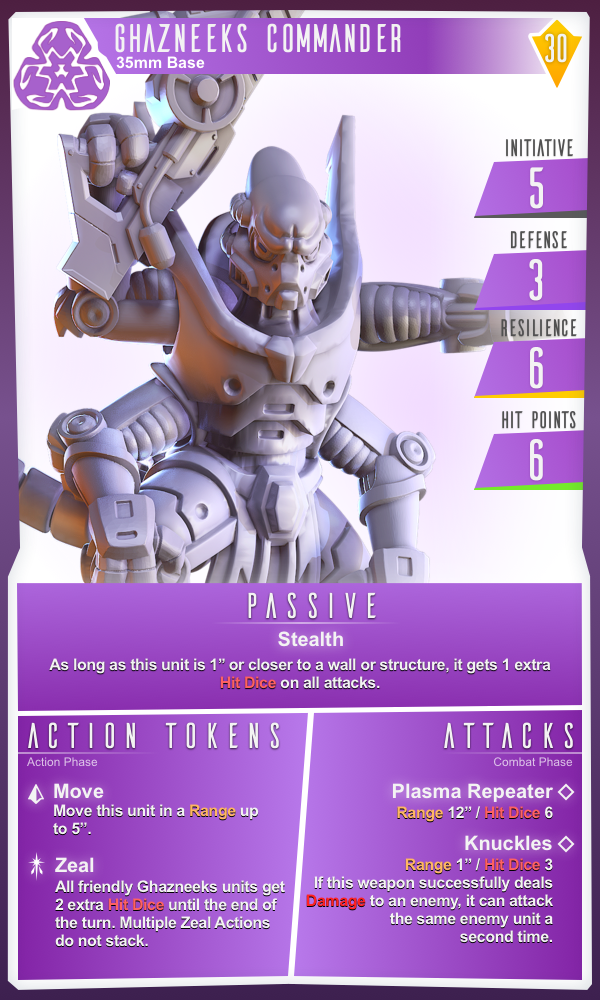 GHAZNEEKS COMMANDER
35mm Base
30
INITIATIVE
5
DEFENSE
3
RESILIENCE
6
HIT POINTS
6
PASSIVE
Stealth
As long as this unit is 1” or closer to a wall or structure, it gets 1 extra
Hit Dice on all attacks.
ACTION TOKENS
Action Phase
Move
Move this unit in a Range up
to 5”.
Zeal
All friendly Ghazneeks units get
2 extra Hit Dice until the end of
the turn. Multiple Zeal Actions
do not stack.
ATTACKS
Combat Phase
Plasma Repeater
Range 12” / Hit Dice 6
Knuckles
Range 1” / Hit Dice 3
If this weapon successfully deals
Damage to an enemy, it can attack
the same enemy unit a
second time.